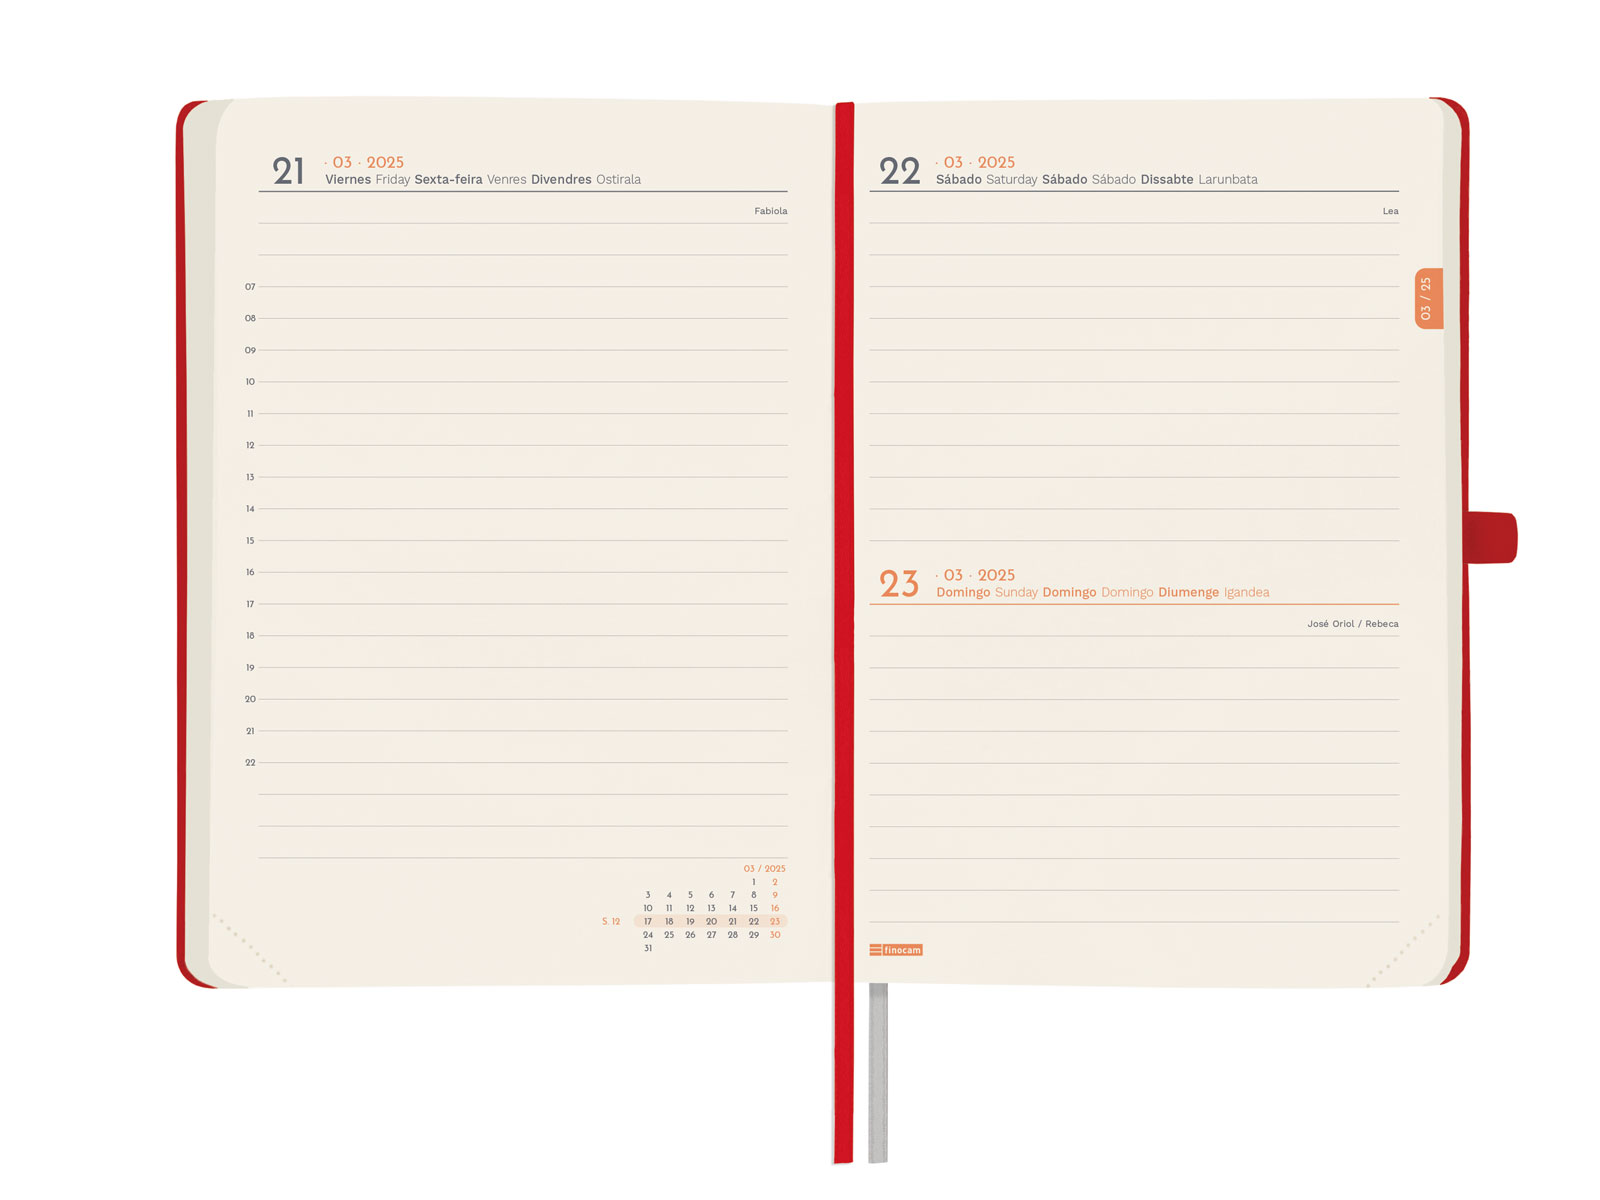 21 · 03 · 2025
Viernes Friday Sexta-feira Venres Divendres Ostirala
Fabiola
07
08
09
10
11
12
13
14
15
16
17
18
19
20
21
22
03 / 2025
1 2
3 4 5 6 7 8 9
10 11 12 13 14 15 16
S. 12 17 18 19 20 21 22 23
24 25 26 27 28 29 30
31
22 · 03 · 2025
Sábado Saturday Sábado Sábado Dissabte Larunbata
Lea
03 / 25
23 · 03 · 2025
Domingo Sunday Domingo Domingo Diumenge Igandea
José Oriol / Rebeca
finocam